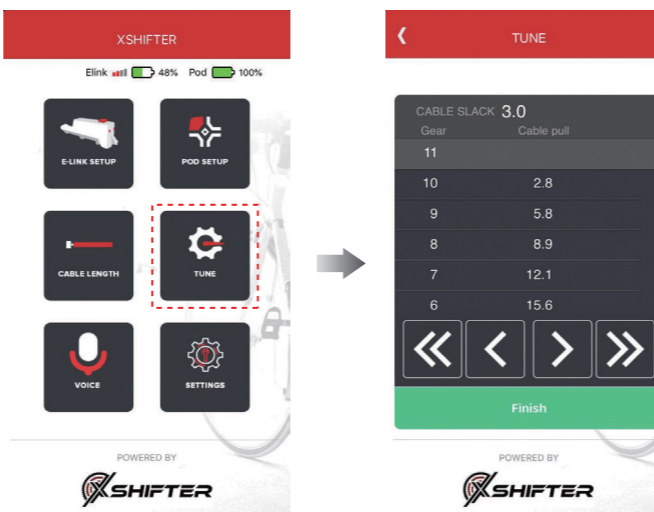 XSHIFTER
Elink 48% Pod 100%
E-LINK SETUP
POD SETUP
CABLE LENGTH
TUNE
VOICE
SETTINGS
POWERED BY
XSHIFTER
TUNE
CABLE SLACK 3.0
Gear Cable pull
11
10 2.8
9 5.8
8 8.9
7 12.1
6 15.6
Finish
POWERED BY
XSHIFTER